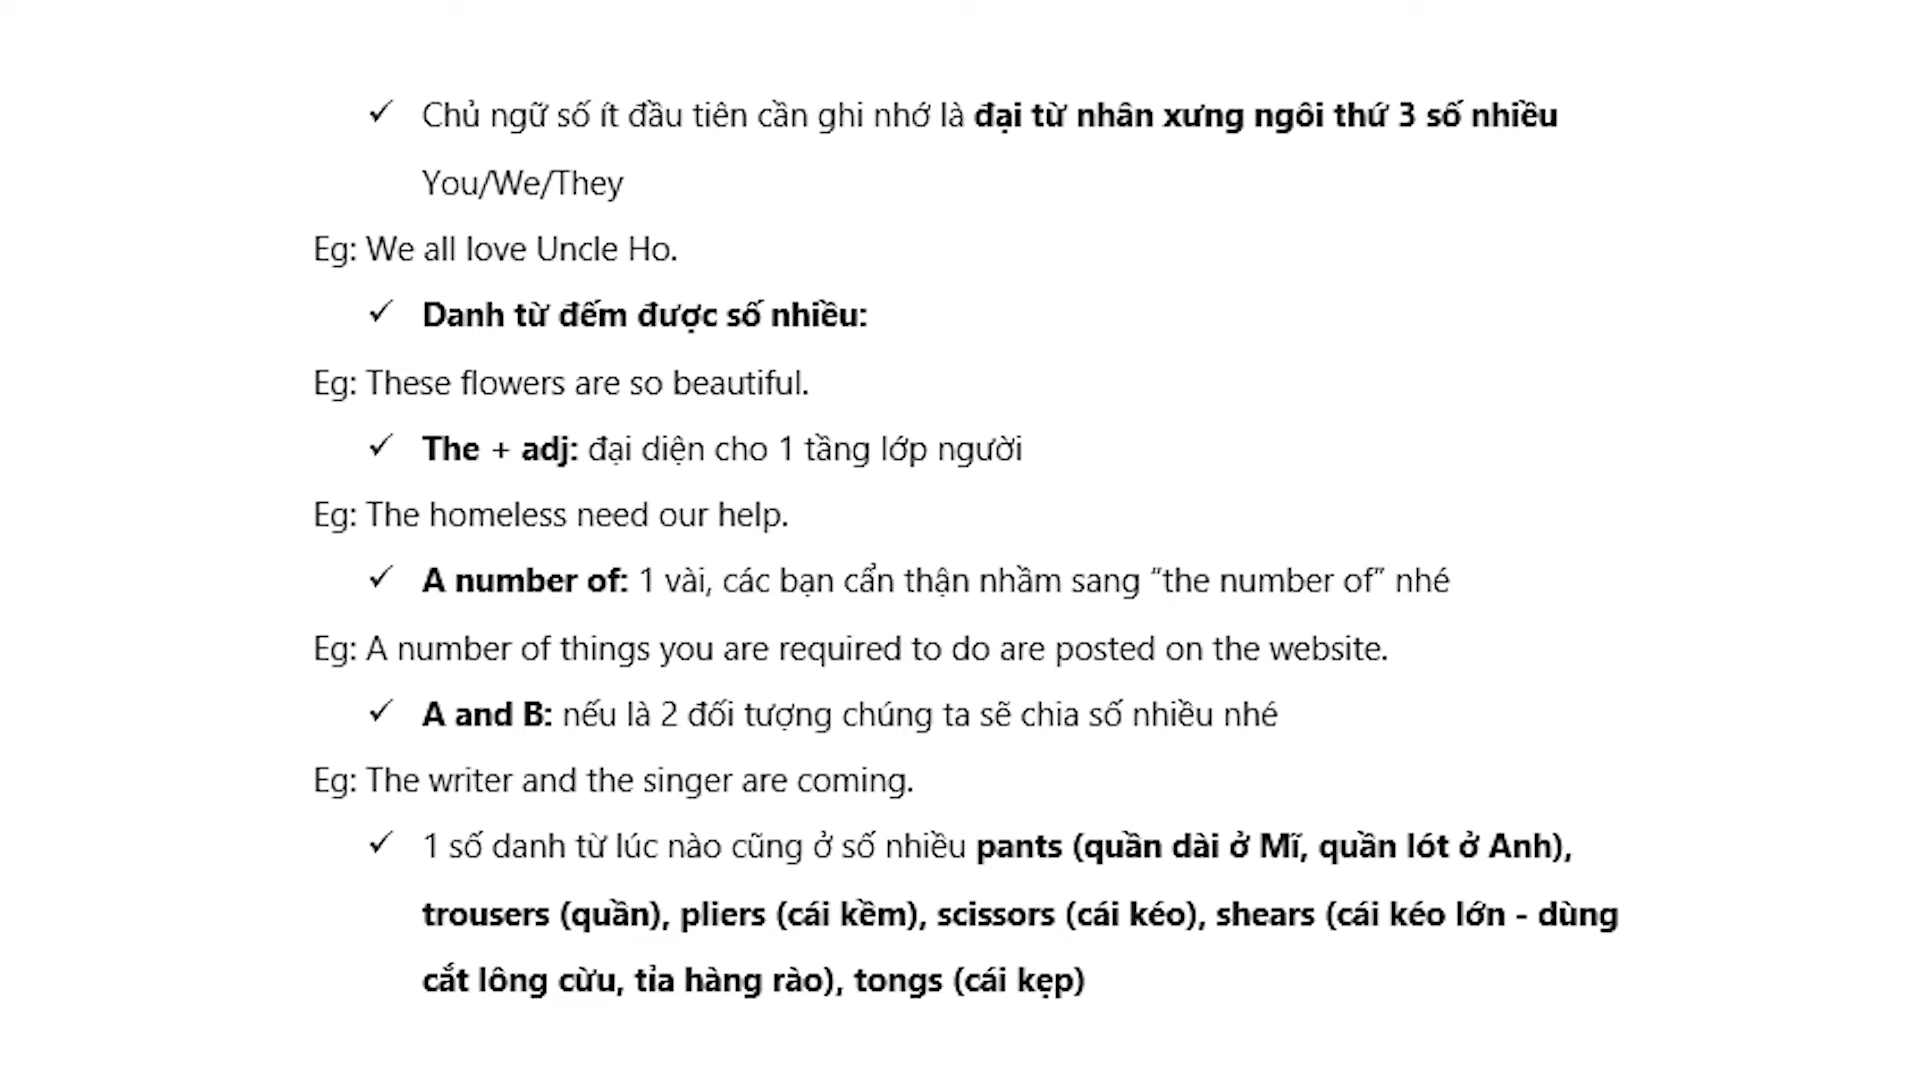 ✓ Chủ ngữ số ít đầu tiên cần ghi nhớ là đại từ nhân xưng ngôi thứ 3 số nhiều
You/We/They
Eg: We all love Uncle Ho.
✓ Danh từ đếm được số nhiều:
Eg: These flowers are so beautiful.
✓ The + adj: đại diện cho 1 tầng lớp người
Eg: The homeless need our help.
✓ A number of: 1 vài, các bạn cẩn thận nhầm sang “the number of” nhé
Eg: A number of things you are required to do are posted on the website.
✓ A and B: nếu là 2 đối tượng chúng ta sẽ chia số nhiều nhé
Eg: The writer and the singer are coming.
✓ 1 số danh từ lúc nào cũng ở số nhiều pants (quần dài ở Mĩ, quần lót ở Anh),
trousers (quần), pliers (cái kềm), scissors (cái kéo), shears (cái kéo lớn - dùng
cắt lông cừu, tỉa hàng rào), tongs (cái kẹp)